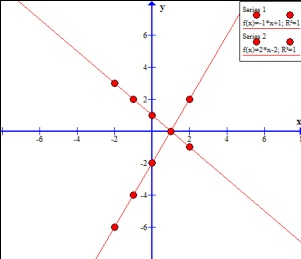 y
Series 1
f(x)=-1*x+1; R²=1
Series 2
f(x)=2*x-2; R²=1
6
4
2
x
-6 -4 -2 2 4 6
-2
-4
-6